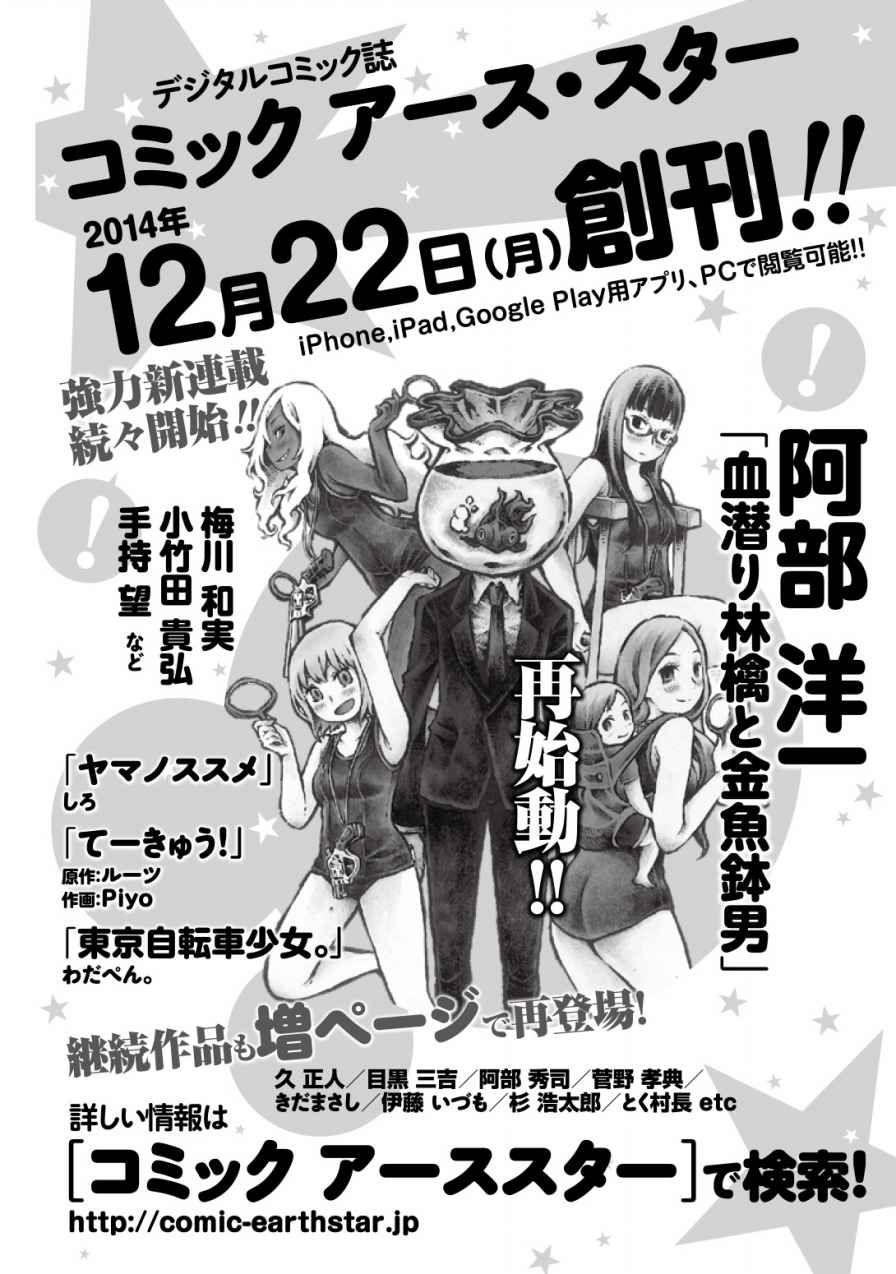 デジタルコミック誌
コミック アース・スター
2014年
12月22日(月)創刊!!
iPhone,iPad,Google Play用アプリ、PCで閲覧可能!!
強力新連載
続々開始!!
阿部 洋一
「血潜り林檎と金魚鉢男」
再始動!!
梅川 和実
小竹田 貴弘
手持 望 など
「ヤマノススメ」
しろ
「てーきゅう!」
原作:ルーツ
作画:Piyo
「東京自転車少女。」
わだぺん。
継続作品も増ページで再登場!
久 正人/目黒 三吉/阿部 秀司/菅野 孝典/
きだまさし/伊藤 いづも/杉 浩太郎/とく村長 etc
詳しい情報は
[コミック アーススター]で検索!
http://comic-earthstar.jp